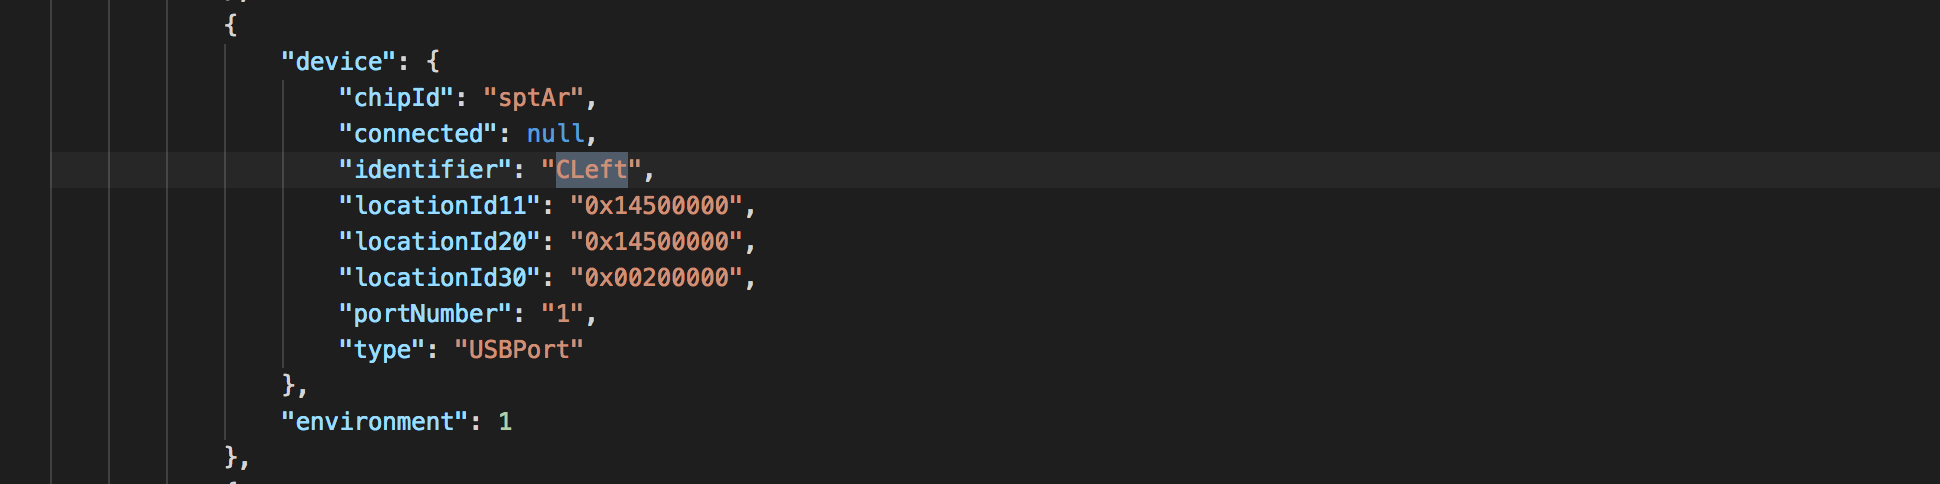 {
"device": {
"chipId": "sptAr",
"connected": null,
"identifier": "CLeft",
"locationId11": "0x14500000",
"locationId20": "0x14500000",
"locationId30": "0x00200000",
"portNumber": "1",
"type": "USBPort"
},
"environment": 1
},